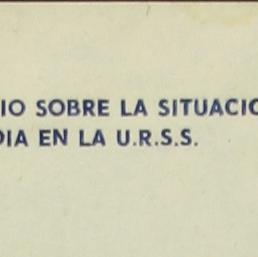 IO SOBRE LA SITUACIO
DIA EN LA U.R.S.S.